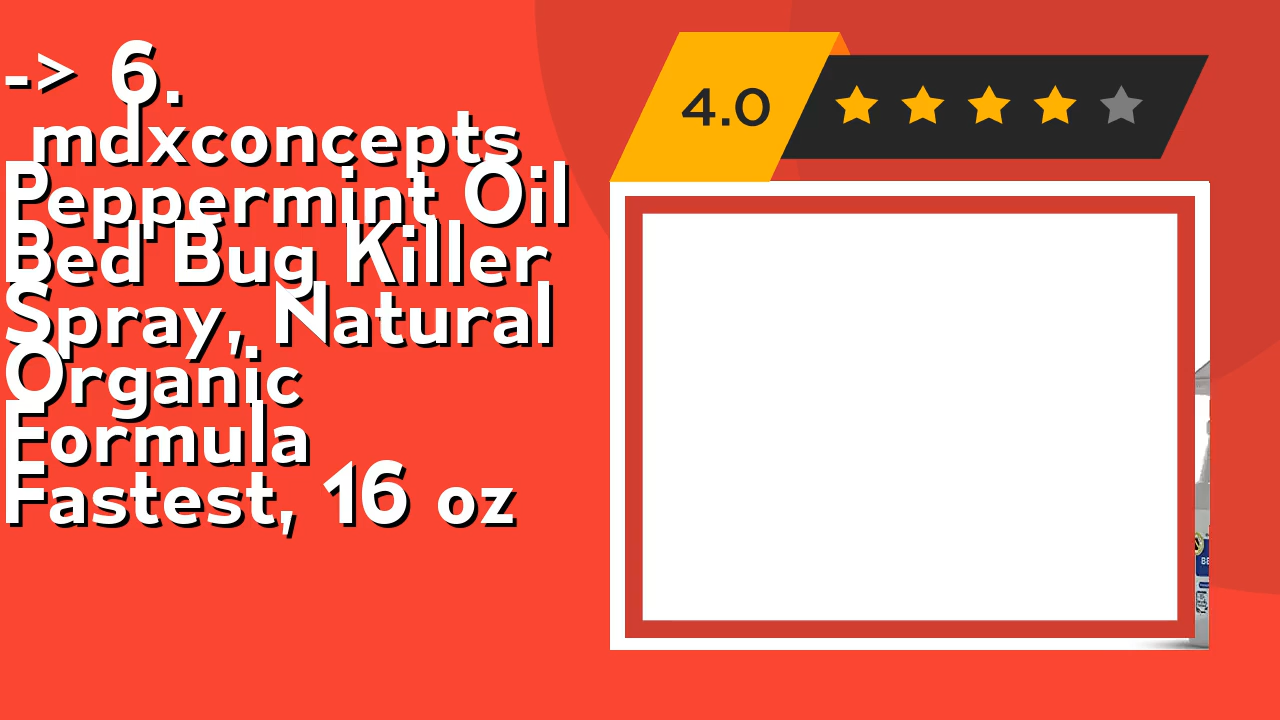 -> 6.
mdxconcepts
Peppermint Oil
Bed Bug Killer
Spray, Natural
Organic
Formula
Fastest, 16 oz
4.0